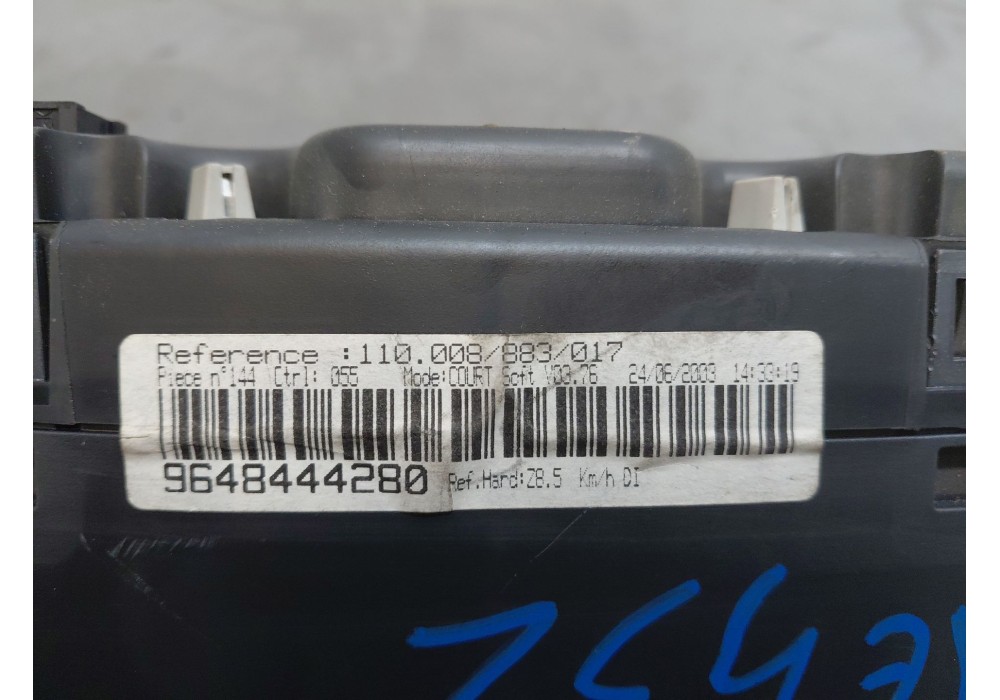 Reference :110.008/883/017
Piece n°144 Ctrl: 055 Mode:COURT Soft V03.76 24/06/2003 14:33:19
9648444280 Ref.Hard:Z8.5 Km/h DI